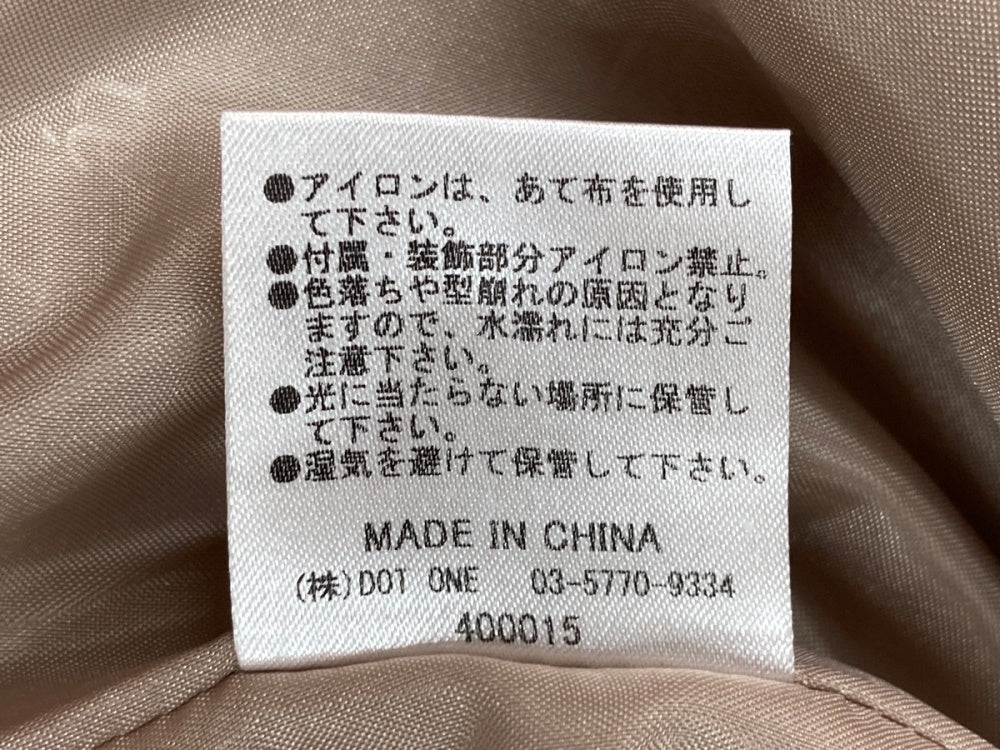 ●アイロンは、あて布を使用し
て下さい。
●付属・装飾部分アイロン禁止。
●色落ちや型崩れの原因となり
ますので、水濡れには充分ご
注意下さい。
●光に当たらない場所に保管し
て下さい。
●湿気を避けて保管して下さい。
MADE IN CHINA
(株)DOT ONE 03-5770-9334
400015